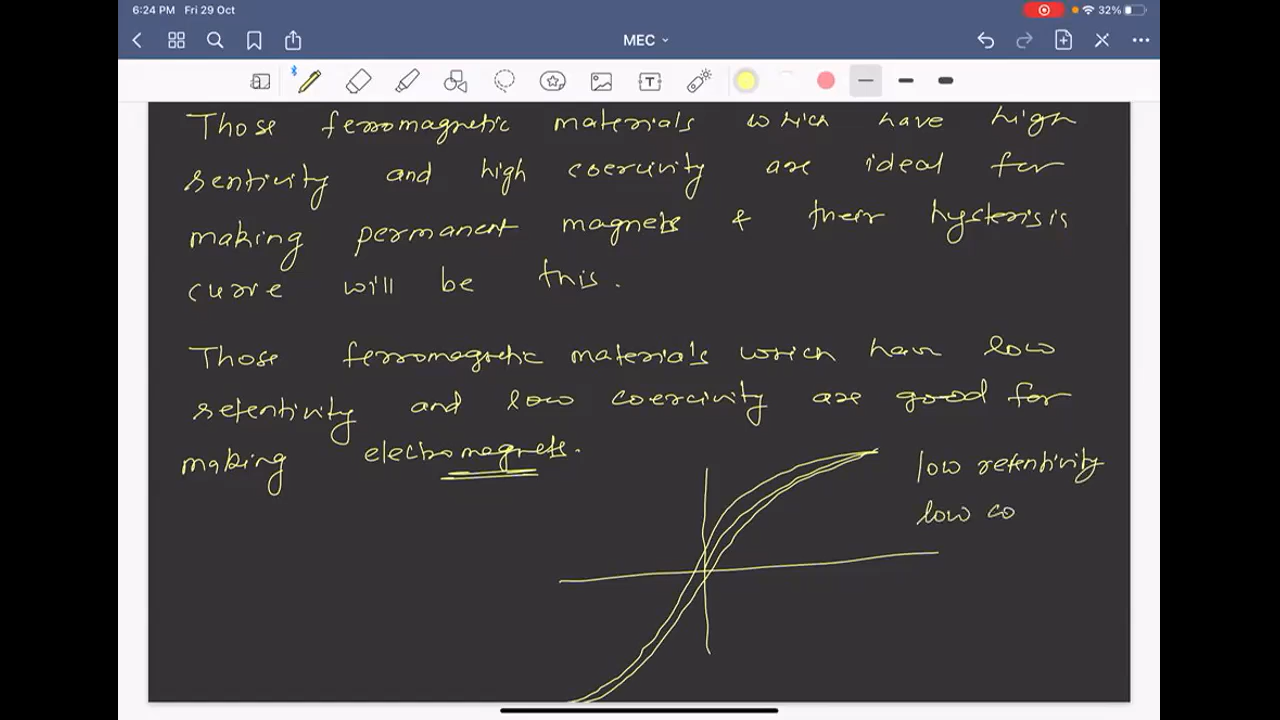 6:24 PM Fri 29 Oct
32%
MEC
Those ferromagnetic materials which have high
rentivity and high coercivity are ideal for
making permanent magnets & their hysterisis
curve will be this.
Those ferromagnetic materials which have low
retentivity and low coercivity are good for
making electromagnets.
low retentivity
low co